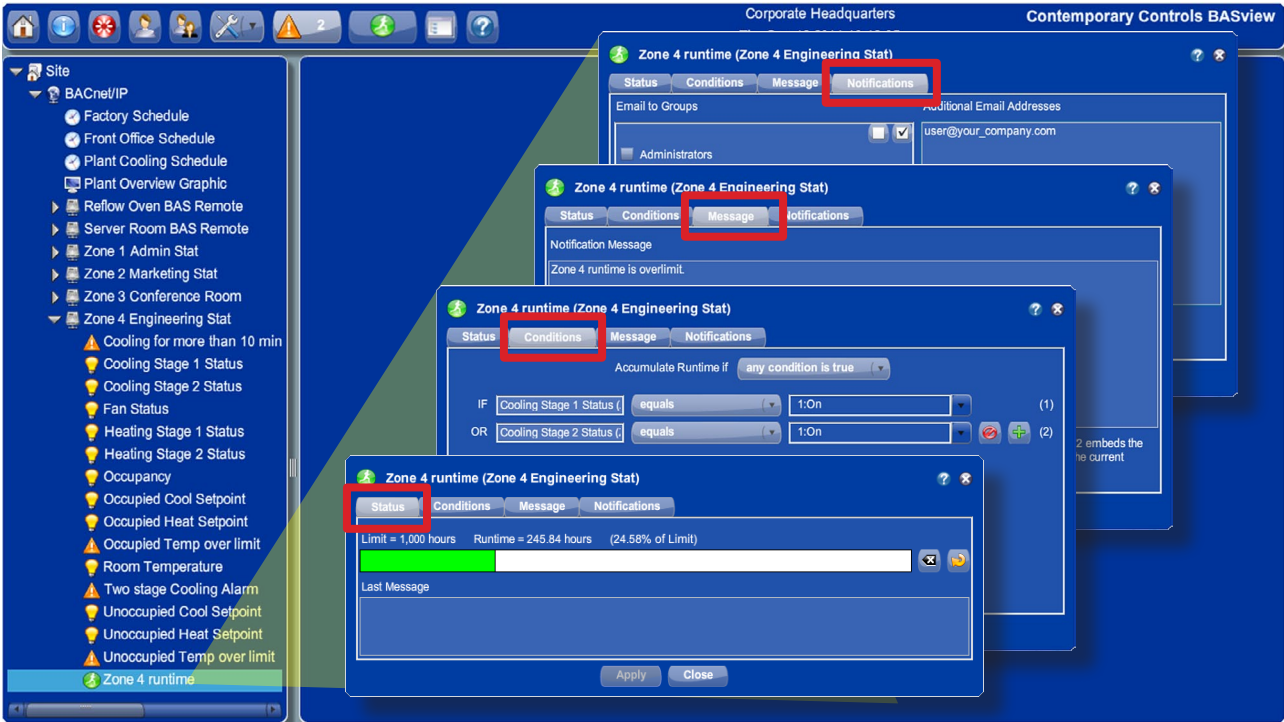 2
Corporate Headquarters
Contemporary Controls BASview
Site
BACnet/IP
Factory Schedule
Front Office Schedule
Plant Cooling Schedule
Plant Overview Graphic
Reflow Oven BAS Remote
Server Room BAS Remote
Zone 1 Admin Stat
Zone 2 Marketing Stat
Zone 3 Conference Room
Zone 4 Engineering Stat
Cooling for more than 10 min
Cooling Stage 1 Status
Cooling Stage 2 Status
Fan Status
Heating Stage 1 Status
Heating Stage 2 Status
Occupancy
Occupied Cool Setpoint
Occupied Heat Setpoint
Occupied Temp over limit
Room Temperature
Two stage Cooling Alarm
Unoccupied Cool Setpoint
Unoccupied Heat Setpoint
Unoccupied Temp over limit
Zone 4 runtime
Zone 4 runtime (Zone 4 Engineering Stat)
Status Conditions Message Notifications
Email to Groups Additional Email Addresses
user@your_company.com
Administrators
Zone 4 runtime (Zone 4 Engineering Stat)
Status Conditions Message Notifications
Notification Message
Zone 4 runtime is overlimit.
2 embeds the
he current
Zone 4 runtime (Zone 4 Engineering Stat)
Status Conditions Message Notifications
Accumulate Runtime if any condition is true
IF Cooling Stage 1 Status ( equals 1:On (1)
OR Cooling Stage 2 Status (2 equals 1:On (2)
Zone 4 runtime (Zone 4 Engineering Stat)
Status Conditions Message Notifications
Limit = 1,000 hours Runtime = 245.84 hours (24.58% of Limit)
Last Message
Apply Close